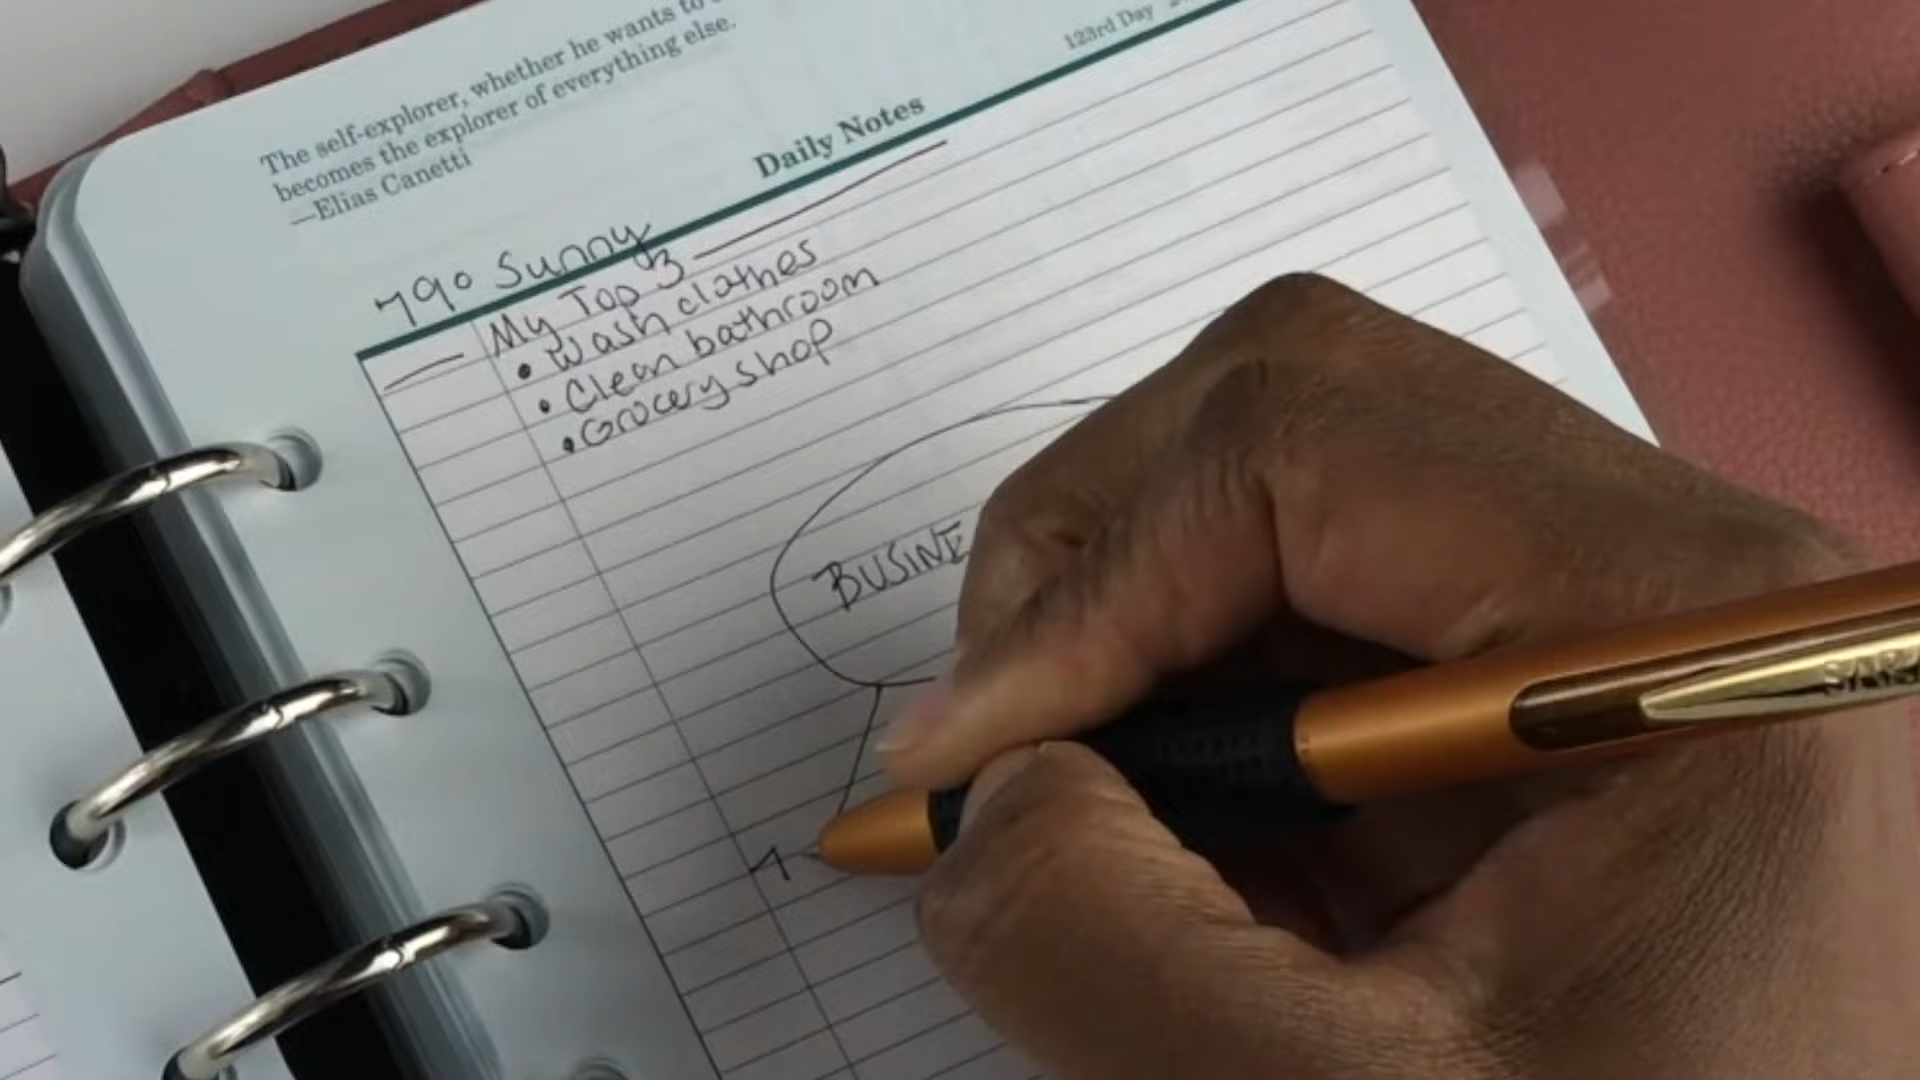 The self-explorer, whether he wants to
becomes the explorer of everything else.
—Elias Canetti
123rd Day
Daily Notes
79° Sunny
My Top 3
• Wash clothes
• Clean bathroom
• Grocery shop
BUSINE